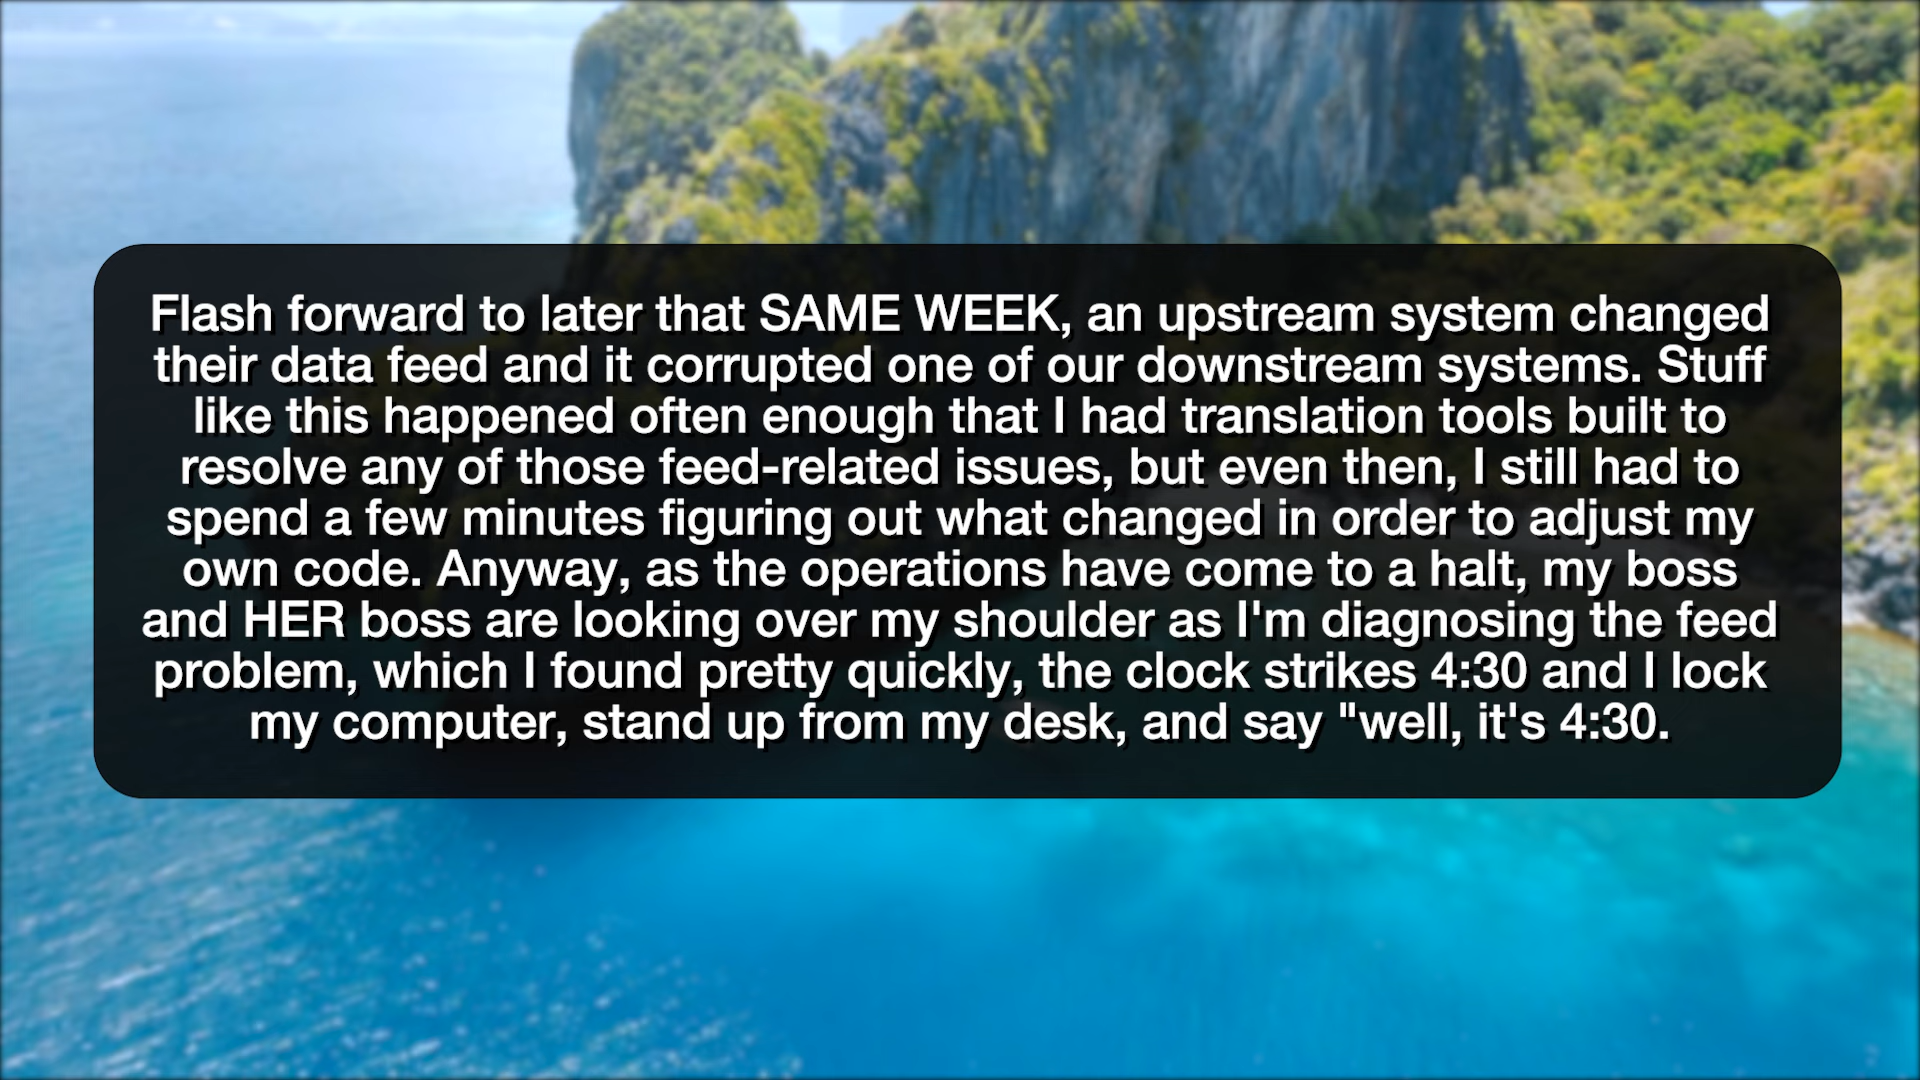 Flash forward to later that SAME WEEK, an upstream system changed
their data feed and it corrupted one of our downstream systems. Stuff
like this happened often enough that I had translation tools built to
resolve any of those feed-related issues, but even then, I still had to
spend a few minutes figuring out what changed in order to adjust my
own code. Anyway, as the operations have come to a halt, my boss
and HER boss are looking over my shoulder as I'm diagnosing the feed
problem, which I found pretty quickly, the clock strikes 4:30 and I lock
my computer, stand up from my desk, and say "well, it's 4:30.